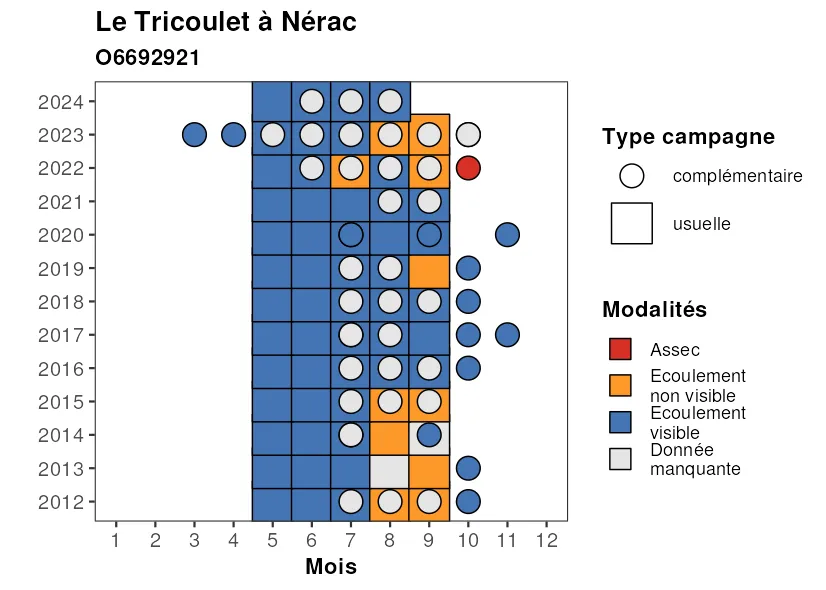 Le Tricoulet à Nérac
O6692921
2024
2023
2022
2021
2020
2019
2018
2017
2016
2015
2014
2013
2012
1 2 3 4 5 6 7 8 9 10 11 12
Mois
Type campagne
complémentaire
usuelle
Modalités
Assec
Ecoulement
non visible
Ecoulement
visible
Donnée
manquante